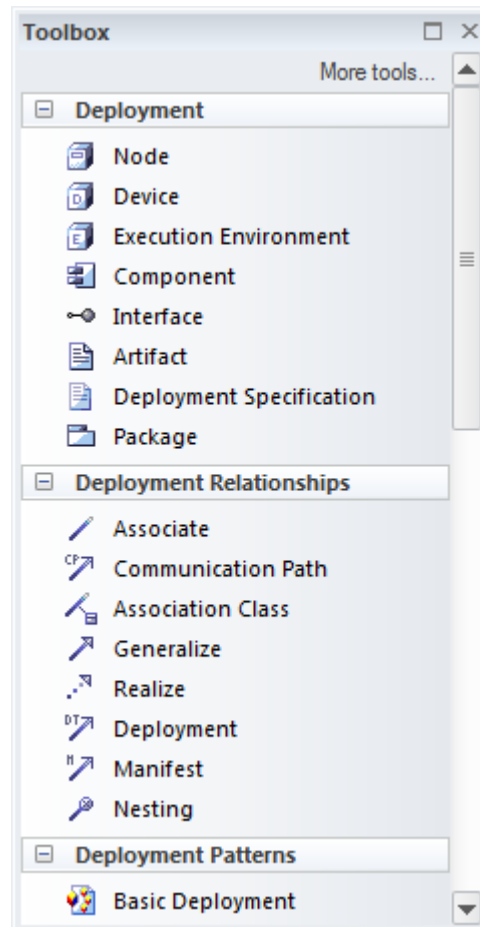 Toolbox
More tools...
Deployment
Node
Device
Execution Environment
Component
Interface
Artifact
Deployment Specification
Package
Deployment Relationships
Associate
Communication Path
Association Class
Generalize
Realize
Deployment
Manifest
Nesting
Deployment Patterns
Basic Deployment